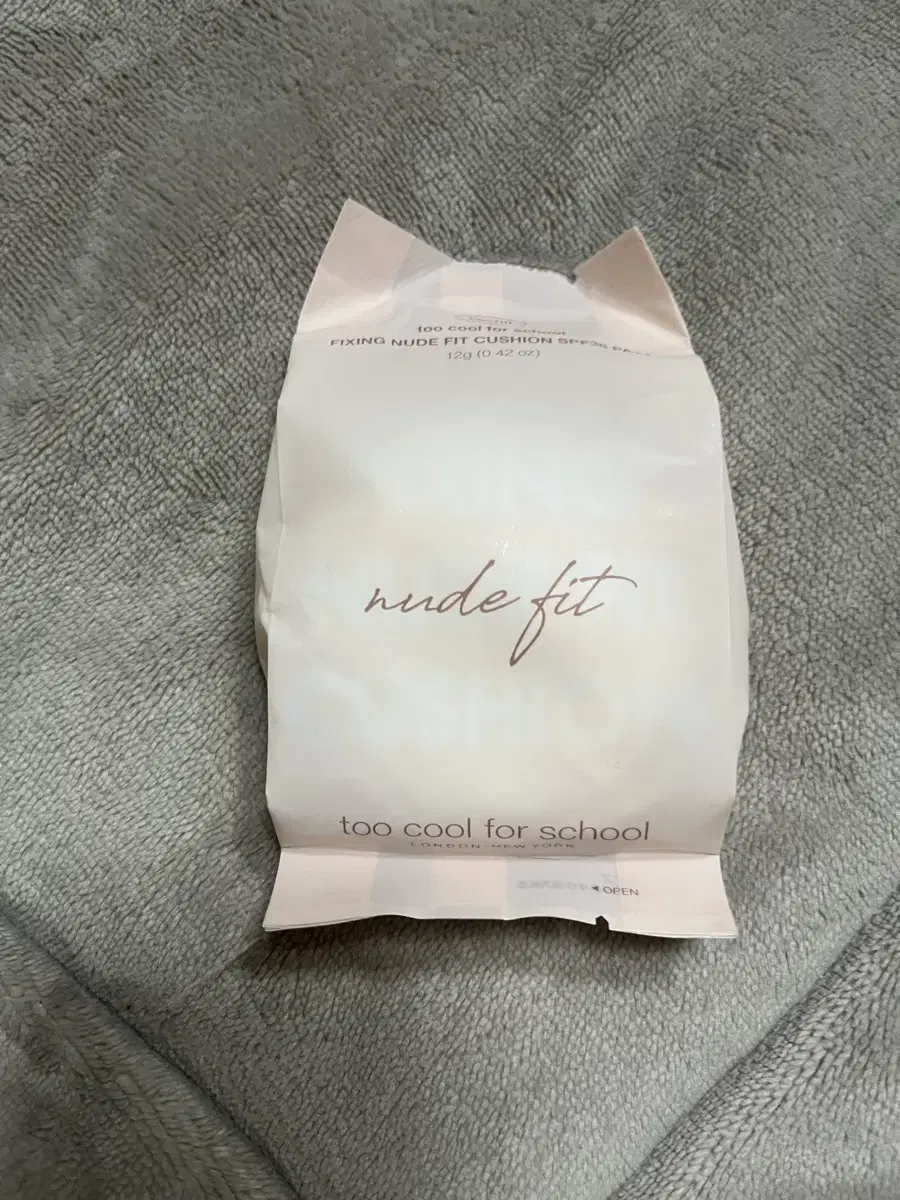 too cool for school
FIXING NUDE FIT CUSHION SPF35
12g (0.42 oz)
nude fit
too cool for school
LONDON·NEW YORK
◀ OPEN